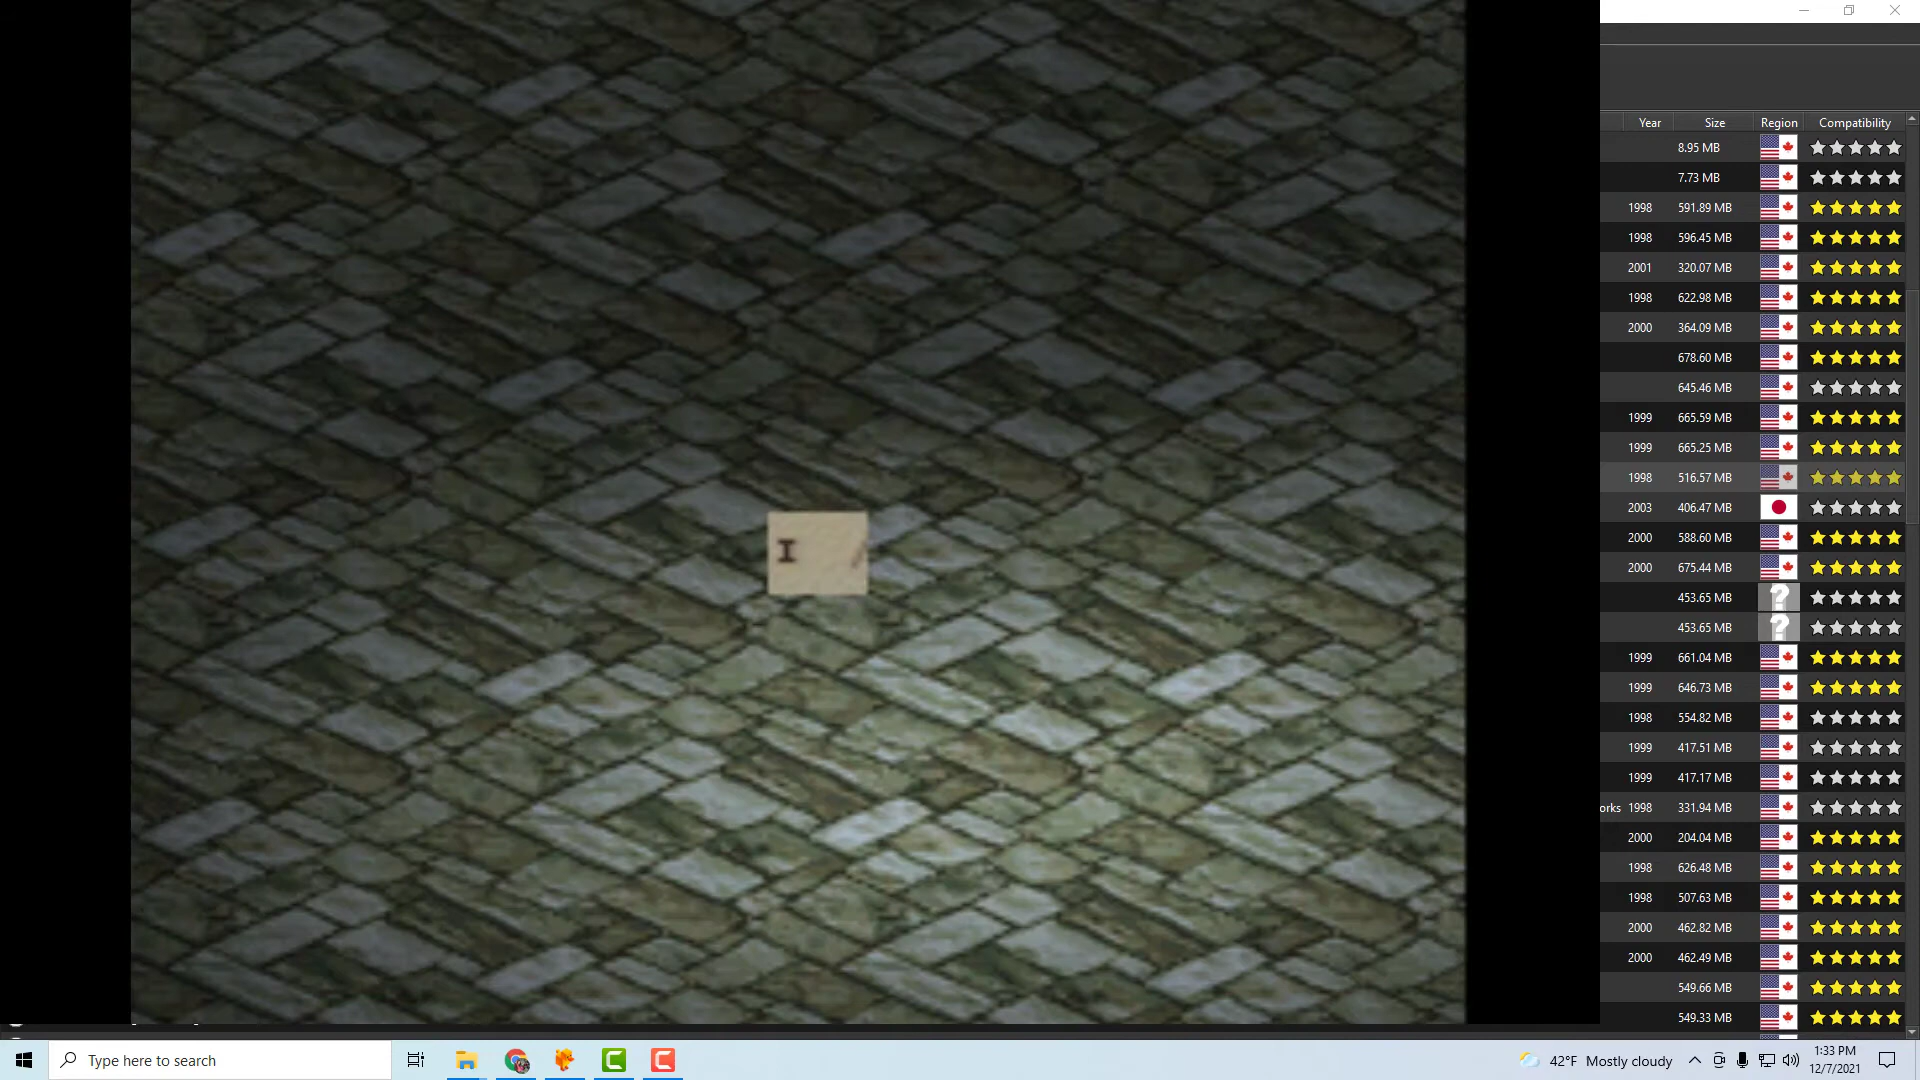 I
Year Size Region Compatibility
8.95 MB
7.73 MB
1998 591.89 MB
1998 596.45 MB
2001 320.07 MB
1998 622.98 MB
2000 364.09 MB
678.60 MB
645.46 MB
1999 665.59 MB
1999 665.25 MB
1998 516.57 MB
2003 406.47 MB
2000 588.60 MB
2000 675.44 MB
? 453.65 MB
? 453.65 MB
1999 661.04 MB
1999 646.73 MB
1998 554.82 MB
1999 417.51 MB
1999 417.17 MB
orks 1998 331.94 MB
2000 204.04 MB
1998 626.48 MB
1998 507.63 MB
2000 462.82 MB
2000 462.49 MB
549.66 MB
549.33 MB
Type here to search
42°F Mostly cloudy
1:33 PM
12/7/2021